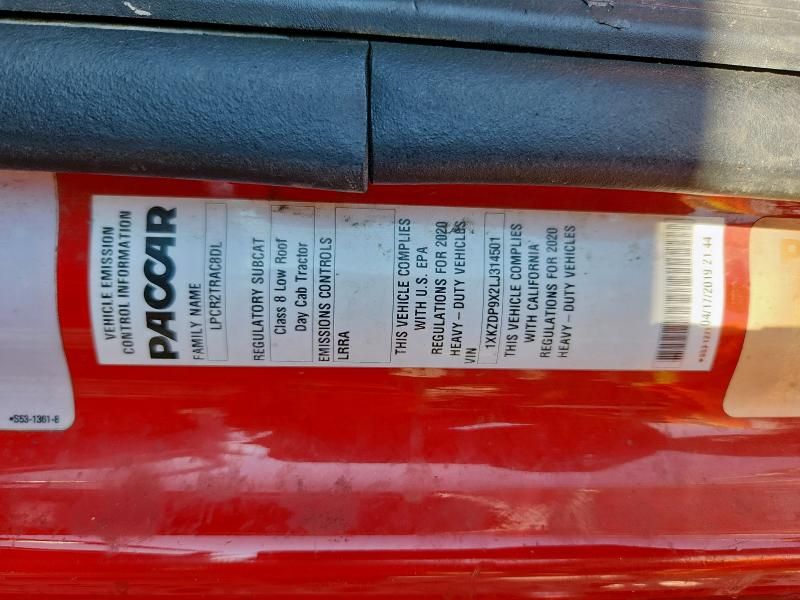 VEHICLE EMISSION
CONTROL INFORMATION
PACCAR
FAMILY NAME
LPCR2TRAC8DL
REGULATORY SUBCAT
Class 8 Low Roof
Day Cab Tractor
EMISSIONS CONTROLS
LRRA
THIS VEHICLE COMPLIES
WITH U.S. EPA
REGULATIONS FOR 2020
HEAVY - DUTY VEHICLES
VIN
1XXZDP9X2LJ314501
THIS VEHICLE COMPLIES
WITH CALIFORNIA
REGULATIONS FOR 2020
HEAVY - DUTY VEHICLES
04/17/2019 21:44
*S53-1361-8